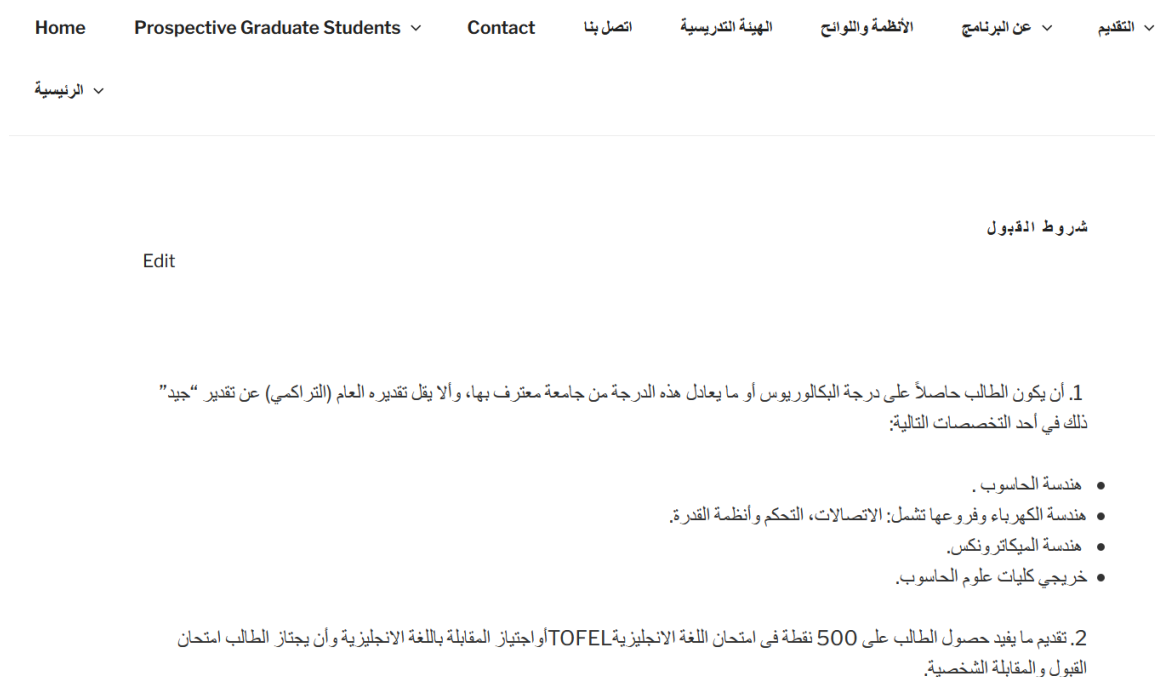 Home Prospective Graduate Students Contact اتصل بنا الهيئة التدريسية الأنظمة واللوائح عن البرنامج التقديم
الرئيسية
شروط القبول
Edit
1. أن يكون الطالب حاصلاً على درجة البكالوريوس أو ما يعادل هذه الدرجة من جامعة معترف بها، وألا يقل تقديره العام (التراكمي) عن تقدير “جيد”
ذلك في أحد التخصصات التالية:
هندسة الحاسوب .
هندسة الكهرباء وفروعها تشمل: الاتصالات، التحكم وأنظمة القدرة.
هندسة الميكاترونكس.
خريجي كليات علوم الحاسوب.
2. تقديم ما يفيد حصول الطالب على 500 نقطة فى امتحان اللغة الانجليزيةTOFELأواجتياز المقابلة باللغة الانجليزية وأن يجتاز الطالب امتحان
القبول والمقابلة الشخصية.